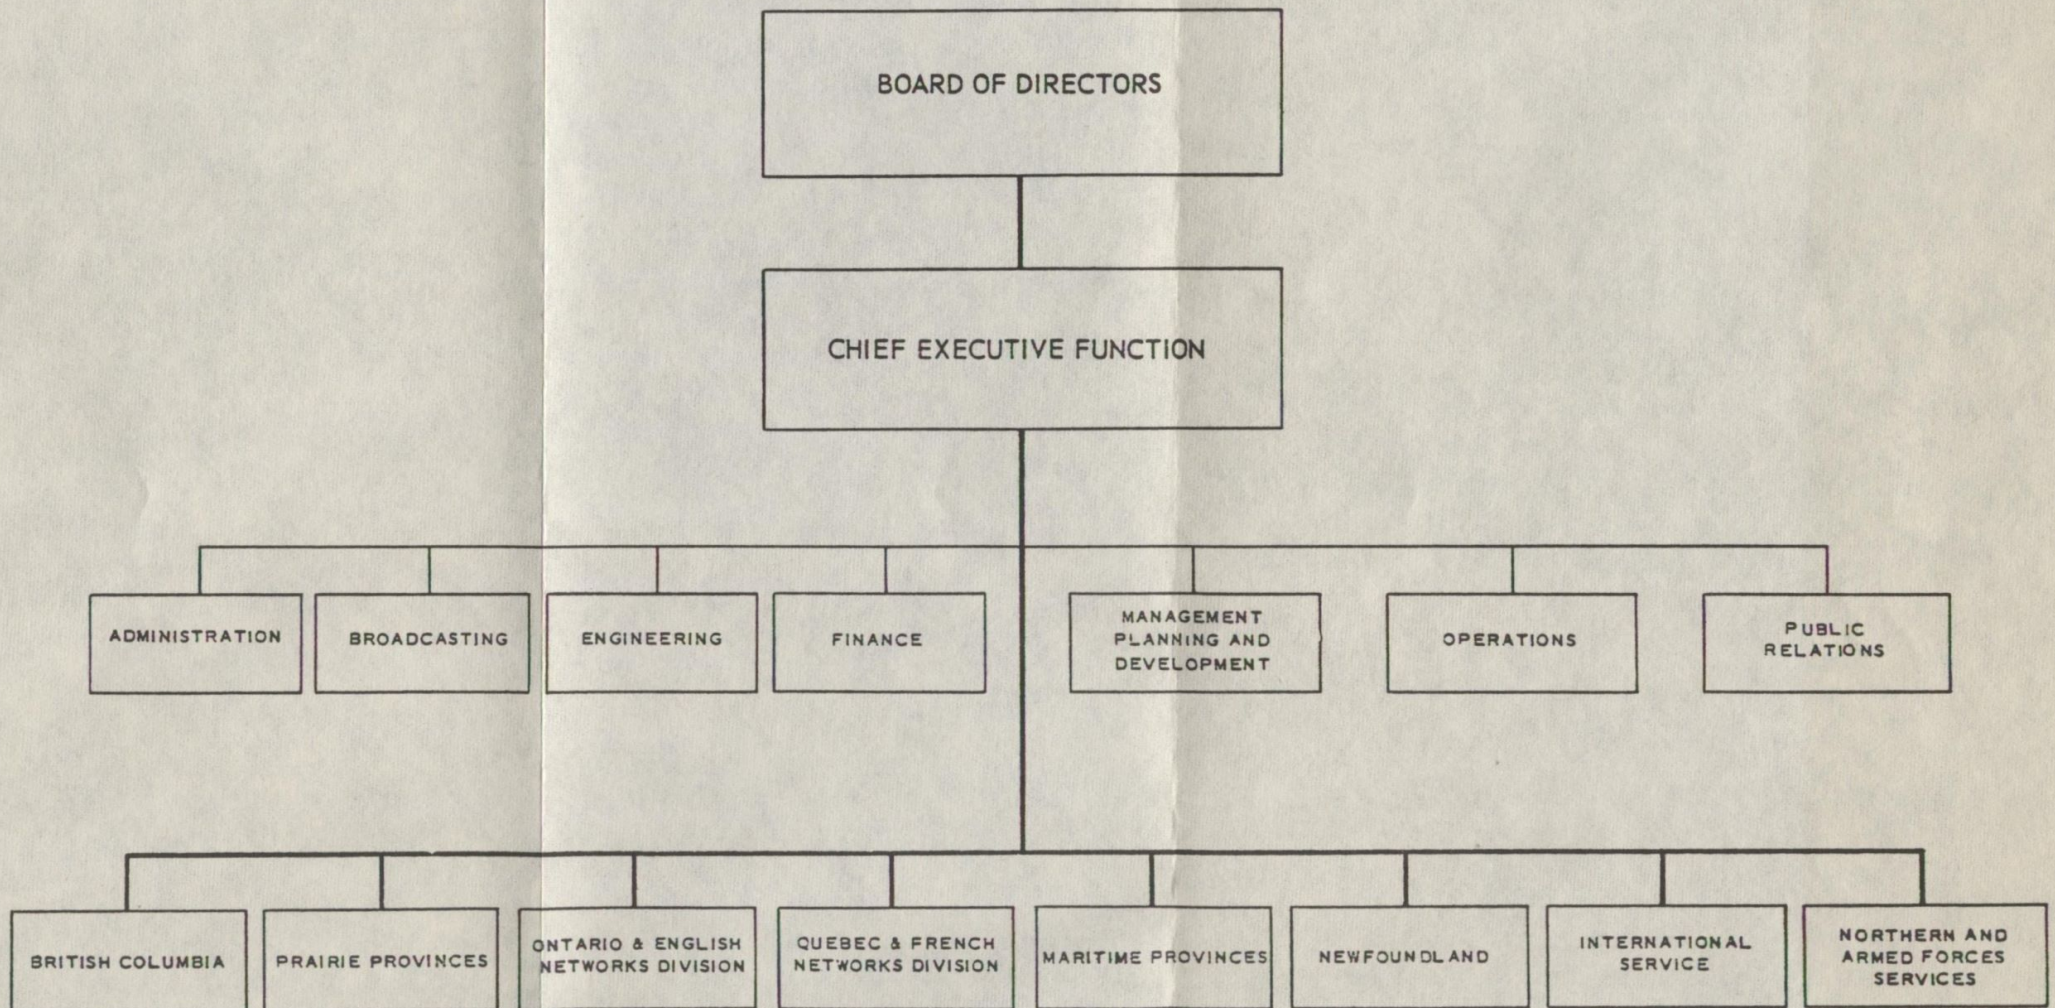 BOARD OF DIRECTORS
CHIEF EXECUTIVE FUNCTION
ADMINISTRATION
BROADCASTING
ENGINEERING
FINANCE
MANAGEMENT
PLANNING AND
DEVELOPMENT
OPERATIONS
PUBLIC
RELATIONS
BRITISH COLUMBIA
PRAIRIE PROVINCES
ONTARIO & ENGLISH
NETWORKS DIVISION
QUEBEC & FRENCH
NETWORKS DIVISION
MARITIME PROVINCES
NEWFOUNDLAND
INTERNATIONAL
SERVICE
NORTHERN AND
ARMED FORCES
SERVICES